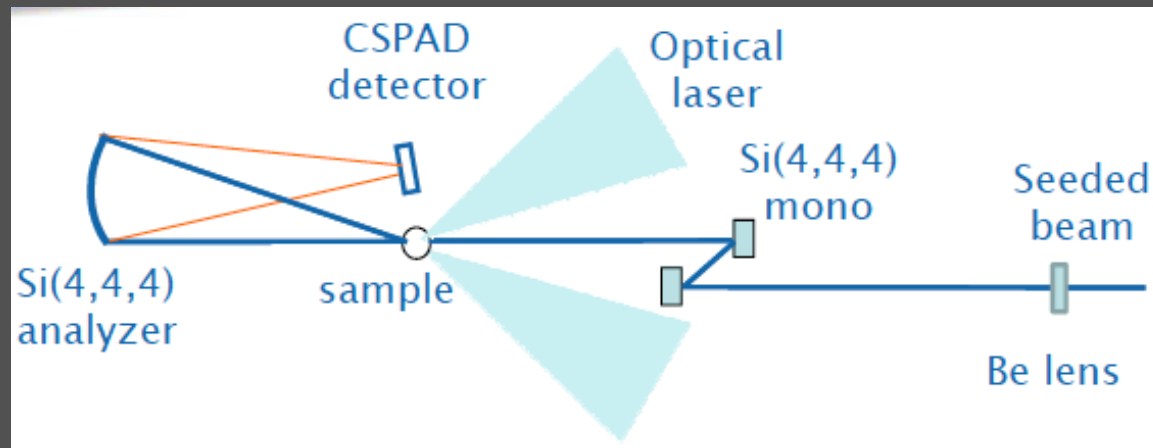 CSPAD
detector
Optical
laser
Si(4,4,4)
mono
Seeded
beam
Si(4,4,4)
analyzer
sample
Be lens